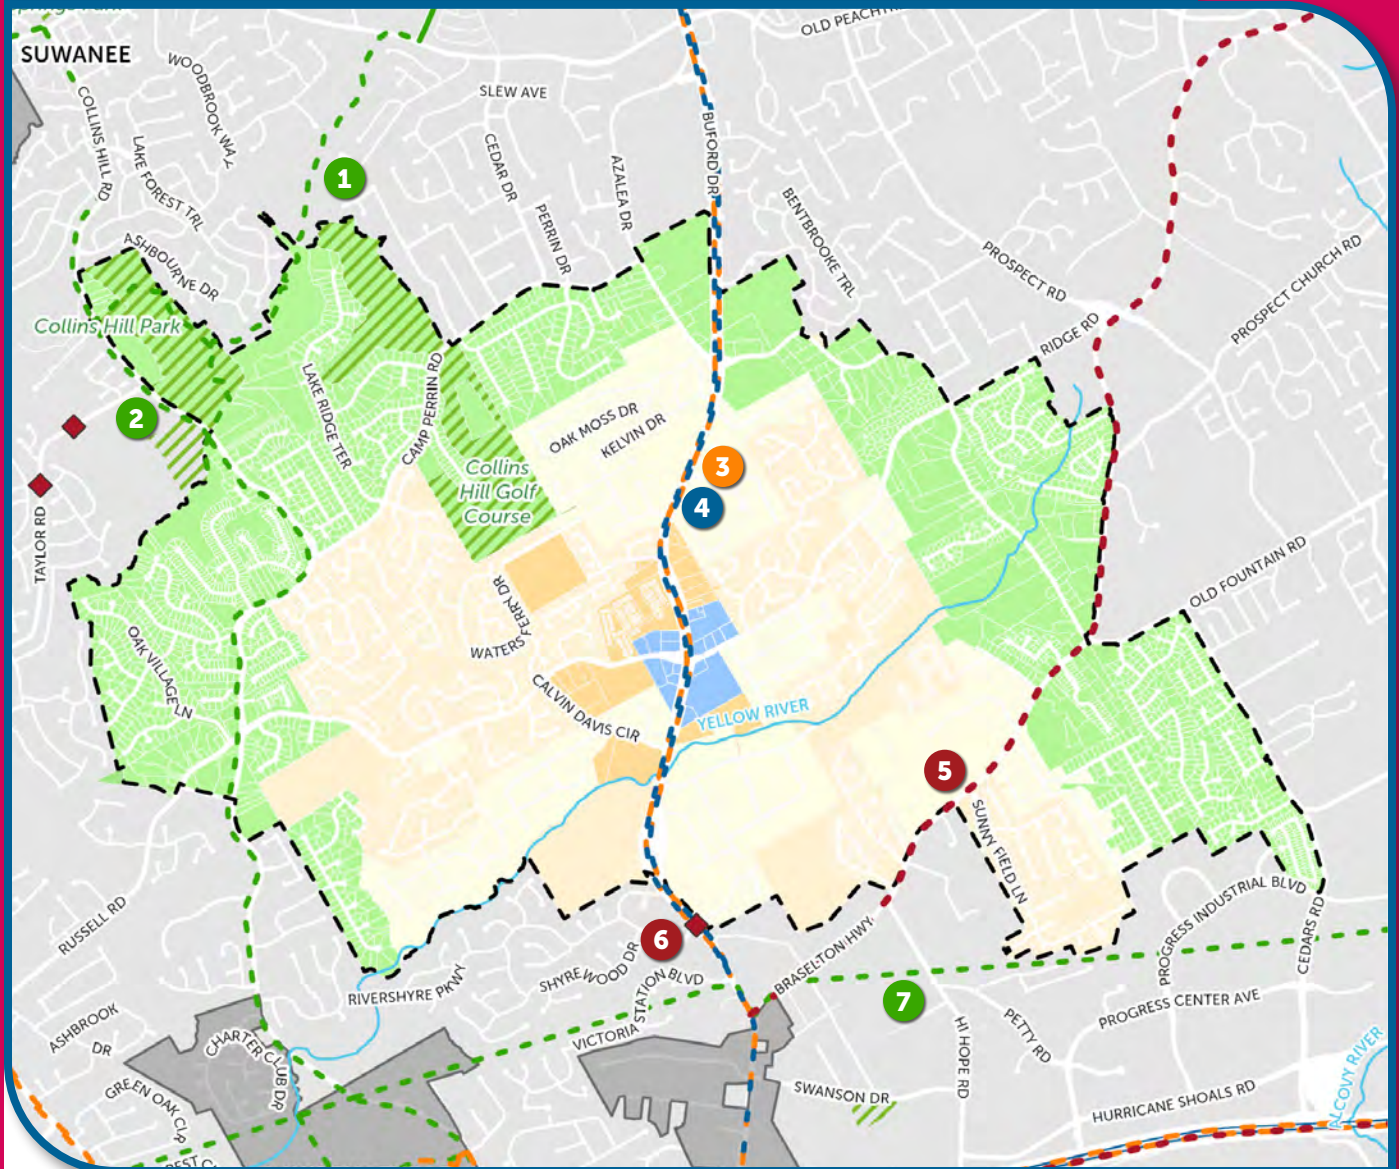 SUWANEE
OLD PEACHT
WOODBROOK WAY
COLLINS HILL RD
LAKE FOREST TRL
SLEW AVE
CEDAR DR
PERRIN DR
AZALEA DR
BUFORD DR
BENTBROOKE TRL
PROSPECT RD
PROSPECT CHURCH RD
RIDGE RD
1
ASHBOURNE DR
Collins Hill Park
2
LAKE RIDGE TER
CAMP PERRIN RD
OAK MOSS DR
KELVIN DR
3
4
Collins
Hill Golf
Course
TAYLOR RD
WATERS FERRY DR
OLD FOUNTAIN RD
OAK VILLAGE LN
CALVIN DAVIS CIR
YELLOW RIVER
5
SUNNY FIELD LN
RUSSELL RD
6
SHYREWOOD DR
STATION BLVD
VICTORIA
BRASELTON HWY
RIVERSHYRE PKWY
7
PROGRESS INDUSTRIAL BLVD
CEDARS RD
PROGRESS CENTER AVE
PETTY RD
HI HOPE RD
ASHBROOK
DR
CHARTER CLUB DR
GREEN OAK CIR
SWANSON DR
HURRICANE SHOALS RD
ALCOVY RIVER